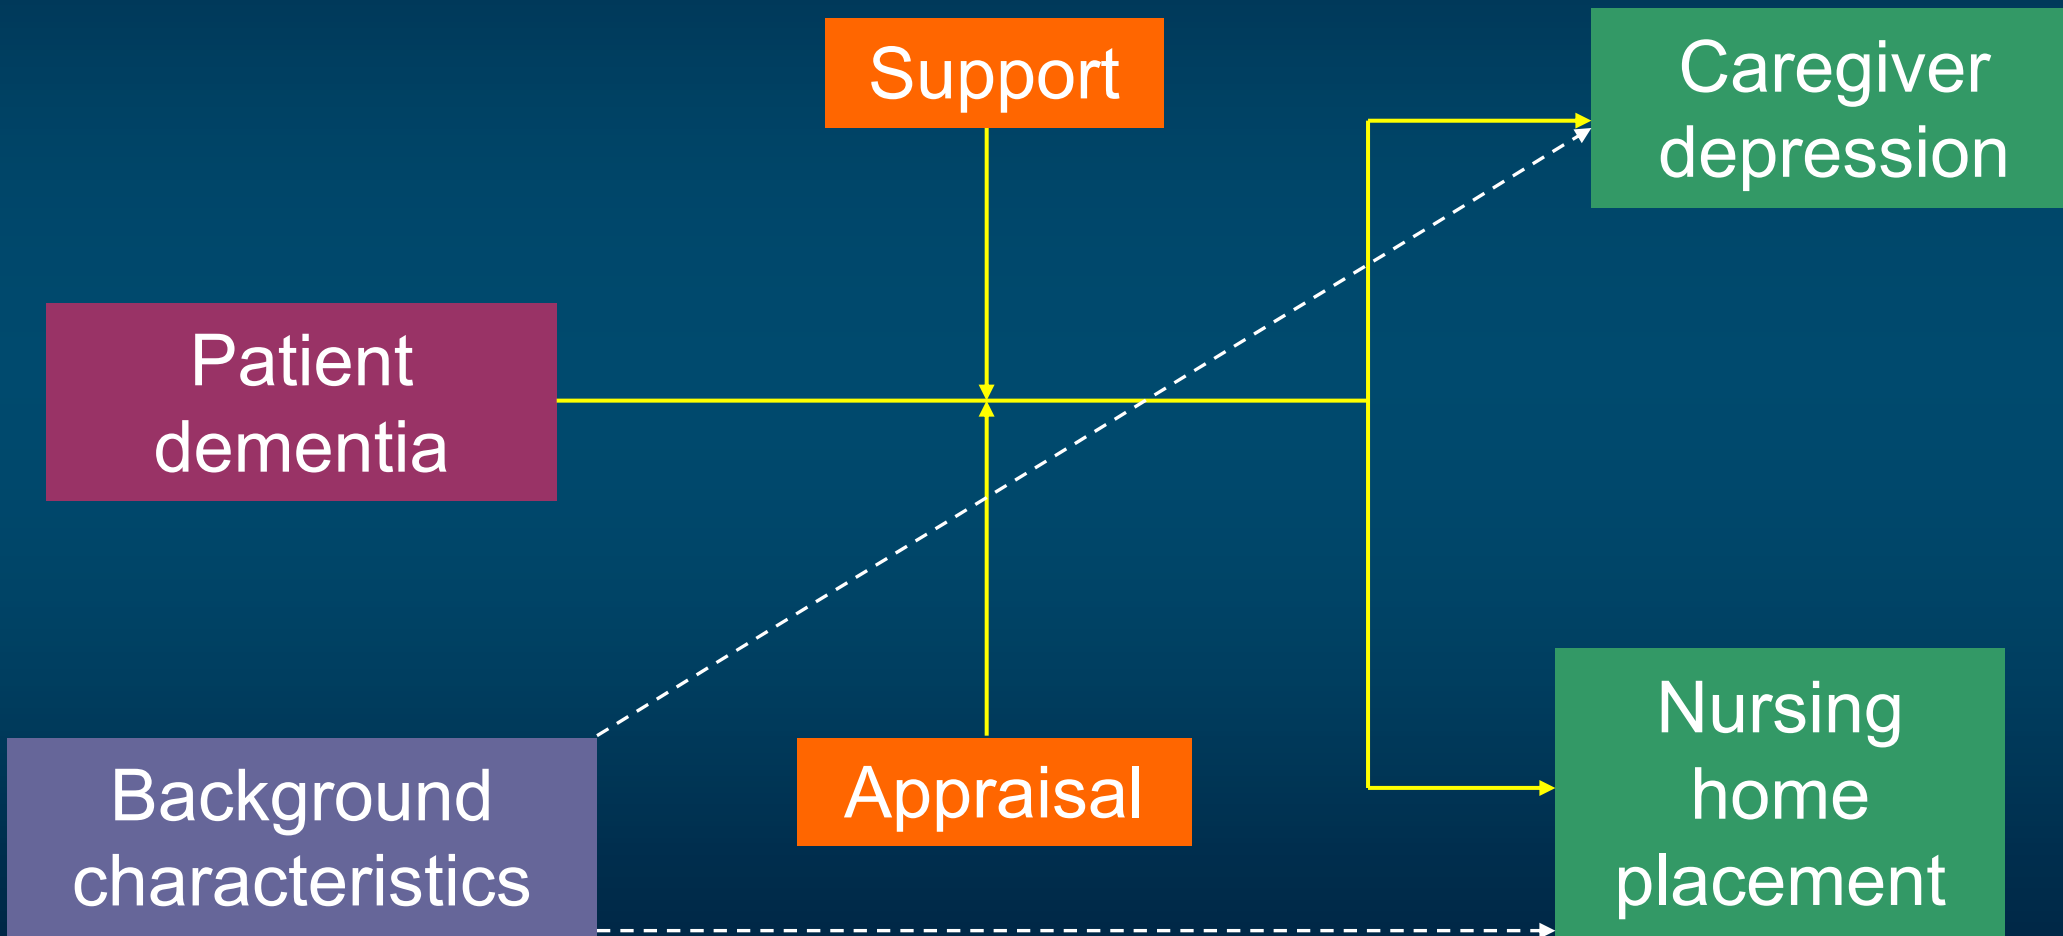 Support
Caregiver
depression
Patient
dementia
Background
characteristics
Appraisal
Nursing
home
placement